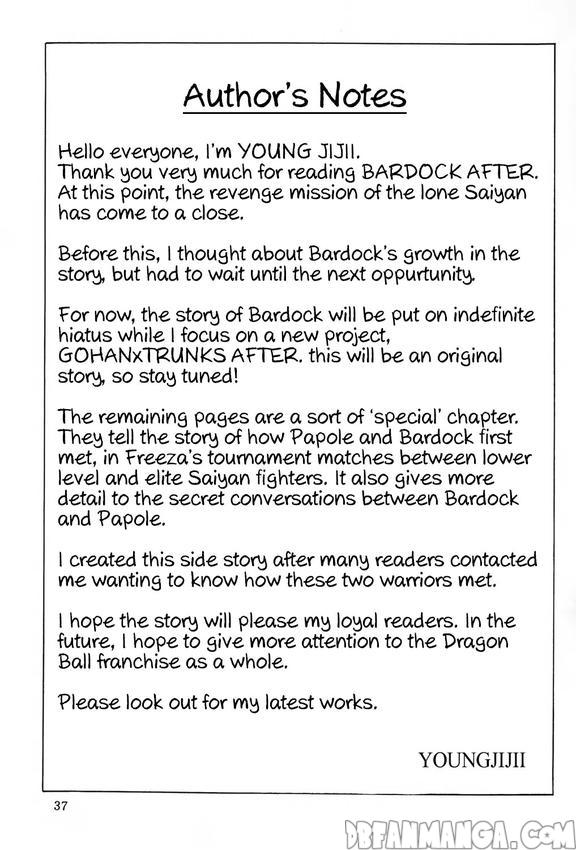 Author's Notes
Hello everyone, I'm YOUNG JIJII.
Thank you very much for reading BARDOCK AFTER.
At this point, the revenge mission of the lone Saiyan
has come to a close.
Before this, I thought about Bardock's growth in the
story, but had to wait until the next oppurtunity.
For now, the story of Bardock will be put on indefinite
hiatus while I focus on a new project,
GOHANxTRUNKS AFTER. this will be an original
story, so stay tuned!
The remaining pages are a sort of 'special' chapter.
They tell the story of how Papole and Bardock first
met, in Freeza's tournament matches between lower
level and elite Saiyan fighters. It also gives more
detail to the secret conversations between Bardock
and Papole.
I created this side story after many readers contacted
me wanting to know how these two warriors met.
I hope the story will please my loyal readers. In the
future, I hope to give more attention to the Dragon
Ball franchise as a whole.
Please look out for my latest works.
YOUNGJIJII
37
DBFANMANGA.COM